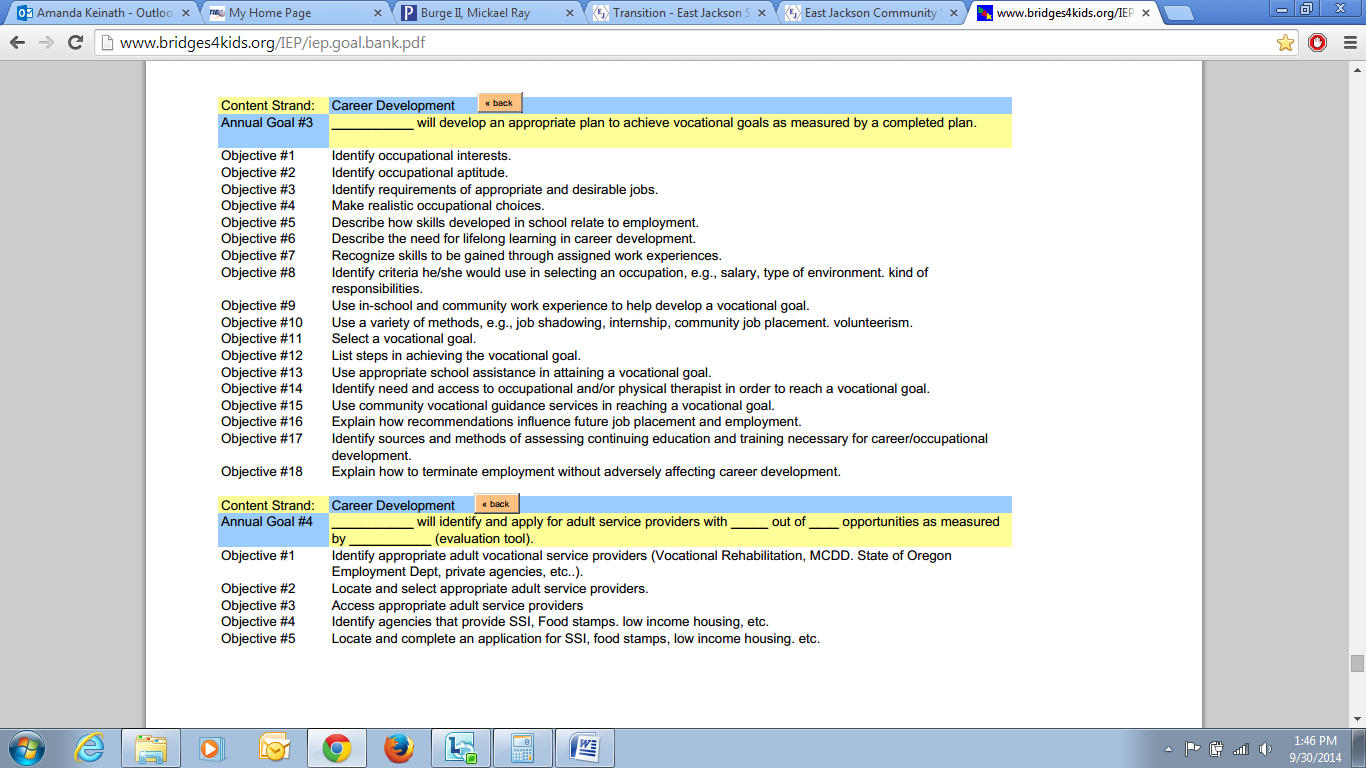 Amanda Keinath - Outloo
My Home Page
Burge II, Mickael Ray
Transition - East Jackson S
East Jackson Community
www.bridges4kids.org/IEP
www.bridges4kids.org/IEP/iep.goal.bank.pdf
Content Strand: Career Development « back
Annual Goal #3 ___________ will develop an appropriate plan to achieve vocational goals as measured by a completed plan.
Objective #1 Identify occupational interests.
Objective #2 Identify occupational aptitude.
Objective #3 Identify requirements of appropriate and desirable jobs.
Objective #4 Make realistic occupational choices.
Objective #5 Describe how skills developed in school relate to employment.
Objective #6 Describe the need for lifelong learning in career development.
Objective #7 Recognize skills to be gained through assigned work experiences.
Objective #8 Identify criteria he/she would use in selecting an occupation, e.g., salary, type of environment. kind of
responsibilities.
Objective #9 Use in-school and community work experience to help develop a vocational goal.
Objective #10 Use a variety of methods, e.g., job shadowing, internship, community job placement. volunteerism.
Objective #11 Select a vocational goal.
Objective #12 List steps in achieving the vocational goal.
Objective #13 Use appropriate school assistance in attaining a vocational goal.
Objective #14 Identify need and access to occupational and/or physical therapist in order to reach a vocational goal.
Objective #15 Use community vocational guidance services in reaching a vocational goal.
Objective #16 Explain how recommendations influence future job placement and employment.
Objective #17 Identify sources and methods of assessing continuing education and training necessary for career/occupational
development.
Objective #18 Explain how to terminate employment without adversely affecting career development.
Content Strand: Career Development « back
Annual Goal #4 ___________ will identify and apply for adult service providers with _____ out of ____ opportunities as measured
by ___________ (evaluation tool).
Objective #1 Identify appropriate adult vocational service providers (Vocational Rehabilitation, MCDD. State of Oregon
Employment Dept, private agencies, etc..).
Objective #2 Locate and select appropriate adult service providers.
Objective #3 Access appropriate adult service providers
Objective #4 Identify agencies that provide SSI, Food stamps. low income housing, etc.
Objective #5 Locate and complete an application for SSI, food stamps, low income housing. etc.
1:46 PM
9/30/2014